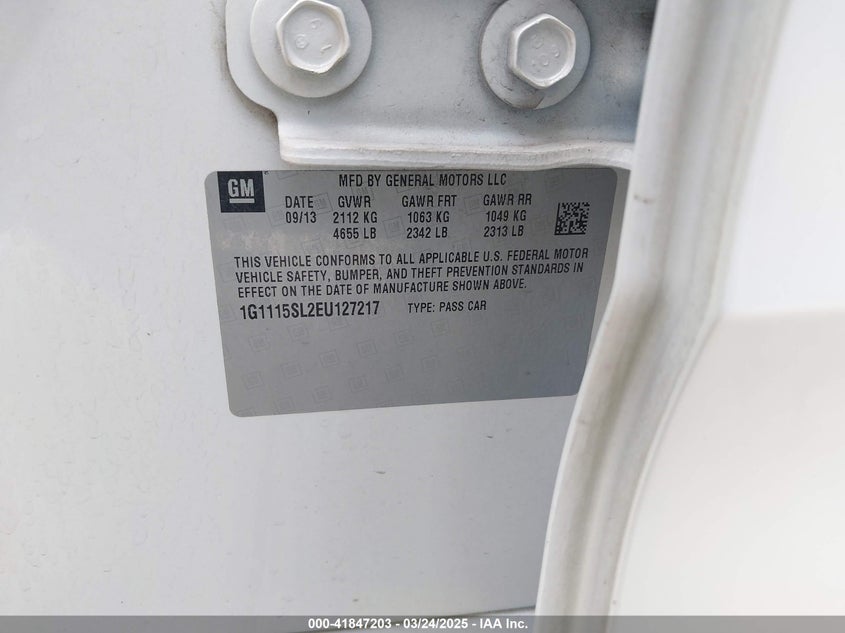 GM
MFD BY GENERAL MOTORS LLC
DATE GVWR GAWR FRT GAWR RR
09/13 2112 KG 1063 KG 1049 KG
4655 LB 2342 LB 2313 LB
THIS VEHICLE CONFORMS TO ALL APPLICABLE U.S. FEDERAL MOTOR
VEHICLE SAFETY, BUMPER, AND THEFT PREVENTION STANDARDS IN
EFFECT ON THE DATE OF MANUFACTURE SHOWN ABOVE.
1G1115SL2EU127217 TYPE: PASS CAR
000-41847203 - 03/24/2025 - IAA Inc.